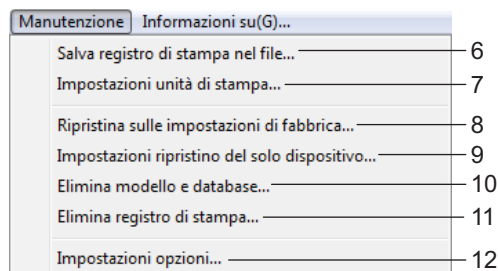 Manutenzione Informazioni su(G)...
Salva registro di stampa nel file... 6
Impostazioni unità di stampa... 7
Ripristina sulle impostazioni di fabbrica... 8
Impostazioni ripristino del solo dispositivo... 9
Elimina modello e database... 10
Elimina registro di stampa... 11
Impostazioni opzioni... 12